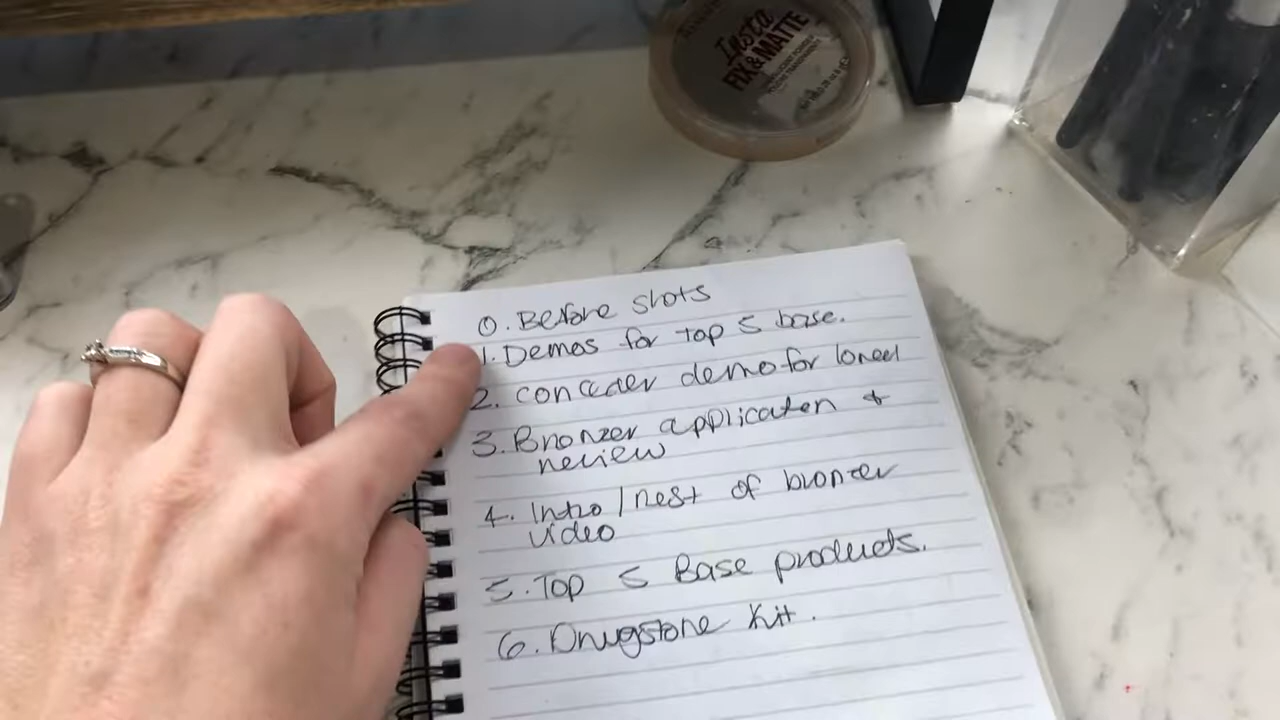 Insta
FIX & MATTE
0. Before shots
1. Demos for Top 5 base.
2. concealer demo for loreal
3. Bronzer application &
review
4. Intro / rest of bronzer
video
5. Top 5 Base products.
6. Drugstore Kit.